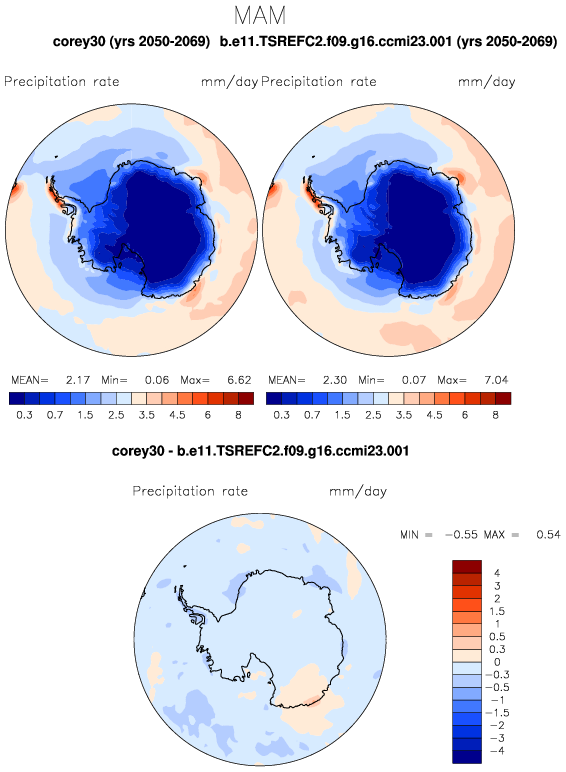 MAM
corey30 (yrs 2050-2069) b.e11.TSREFC2.f09.g16.ccmi23.001 (yrs 2050-2069)
Precipitation rate mm/day Precipitation rate mm/day
MEAN= 2.17 Min= 0.06 Max= 6.62 MEAN= 2.30 Min= 0.07 Max= 7.04
0.3 0.7 1.5 2.5 3.5 4.5 6 8 0.3 0.7 1.5 2.5 3.5 4.5 6 8
corey30 - b.e11.TSREFC2.f09.g16.ccmi23.001
Precipitation rate mm/day
MIN = -0.55 MAX = 0.54
4
3
2
1.5
1
0.5
0.3
0
-0.3
-0.5
-1
-1.5
-2
-3
-4